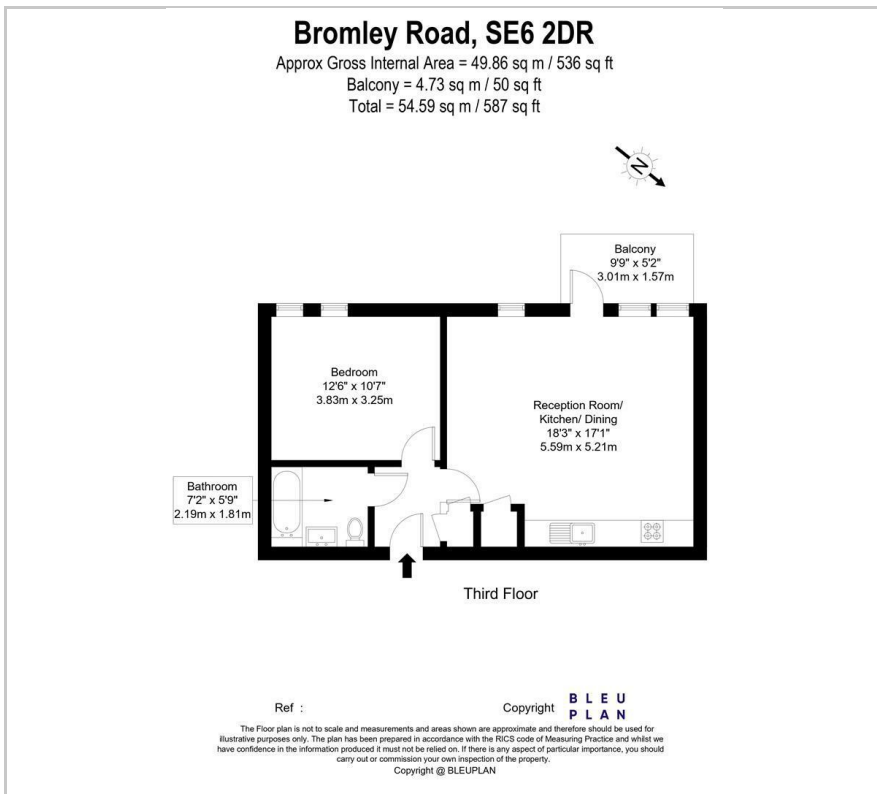 Bromley Road, SE6 2DR
Approx Gross Internal Area = 49.86 sq m / 536 sq ft
Balcony = 4.73 sq m / 50 sq ft
Total = 54.59 sq m / 587 sq ft
N
Balcony
9'9" x 5'2"
3.01m x 1.57m
Bedroom
12'6" x 10'7"
3.83m x 3.25m
Reception Room/
Kitchen/ Dining
18'3" x 17'1"
5.59m x 5.21m
Bathroom
7'2" x 5'9"
2.19m x 1.81m
Third Floor
Ref :
Copyright
BLEU
PLAN
The Floor plan is not to scale and measurements and areas shown are approximate and therefore should be used for
illustrative purposes only. The plan has been prepared in accordance with the RICS code of Measuring Practice and whilst we
have confidence in the information produced it must not be relied on. If there is any aspect of particular importance, you should
carry out or commission your own inspection of the property.
Copyright @ BLEUPLAN